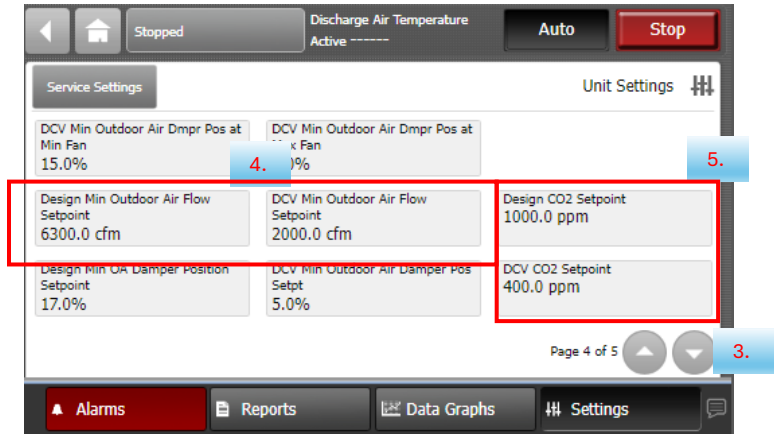 Stopped
Discharge Air Temperature
Active ------
Auto
Stop
Service Settings
Unit Settings
DCV Min Outdoor Air Dmpr Pos at
Min Fan
15.0%
DCV Min Outdoor Air Dmpr Pos at
x Fan
%
4.
5.
Design Min Outdoor Air Flow
Setpoint
6300.0 cfm
DCV Min Outdoor Air Flow
Setpoint
2000.0 cfm
Design CO2 Setpoint
1000.0 ppm
Design Min OA Damper Position
Setpoint
17.0%
DCV Min Outdoor Air Damper Pos
Setpt
5.0%
DCV CO2 Setpoint
400.0 ppm
Page 4 of 5
3.
Alarms
Reports
Data Graphs
Settings